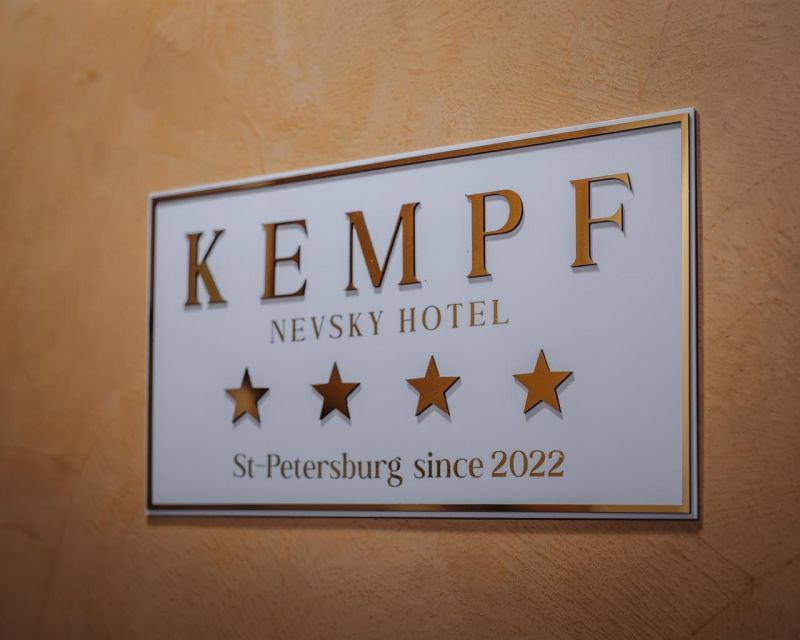 KEMPF
NEVSKY HOTEL
St-Petersburg since 2022